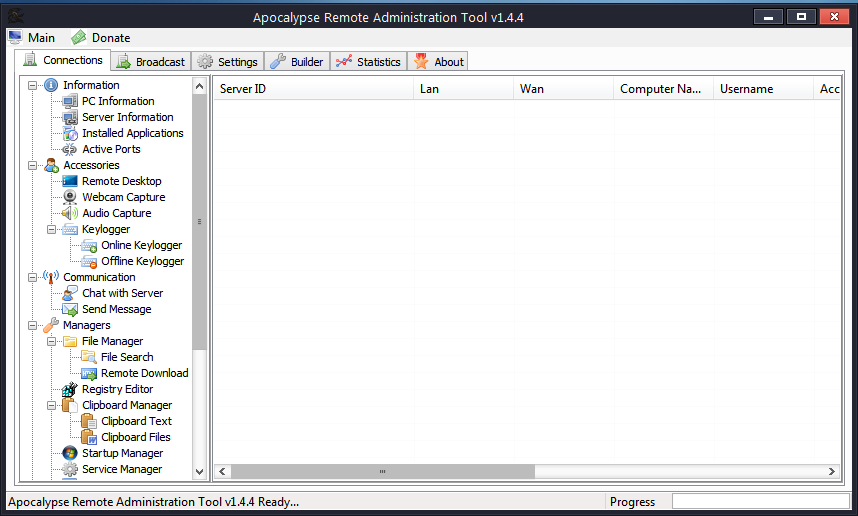 Apocalypse Remote Administration Tool v1.4.4
Main Donate
Connections Broadcast Settings Builder Statistics About
Server ID Lan Wan Computer Na... Username Acc
Information
PC Information
Server Information
Installed Applications
Active Ports
Accessories
Remote Desktop
Webcam Capture
Audio Capture
Keylogger
Online Keylogger
Offline Keylogger
Communication
Chat with Server
Send Message
Managers
File Manager
File Search
Remote Download
Registry Editor
Clipboard Manager
Clipboard Text
Clipboard Files
Startup Manager
Service Manager
Apocalypse Remote Administration Tool v1.4.4 Ready... Progress